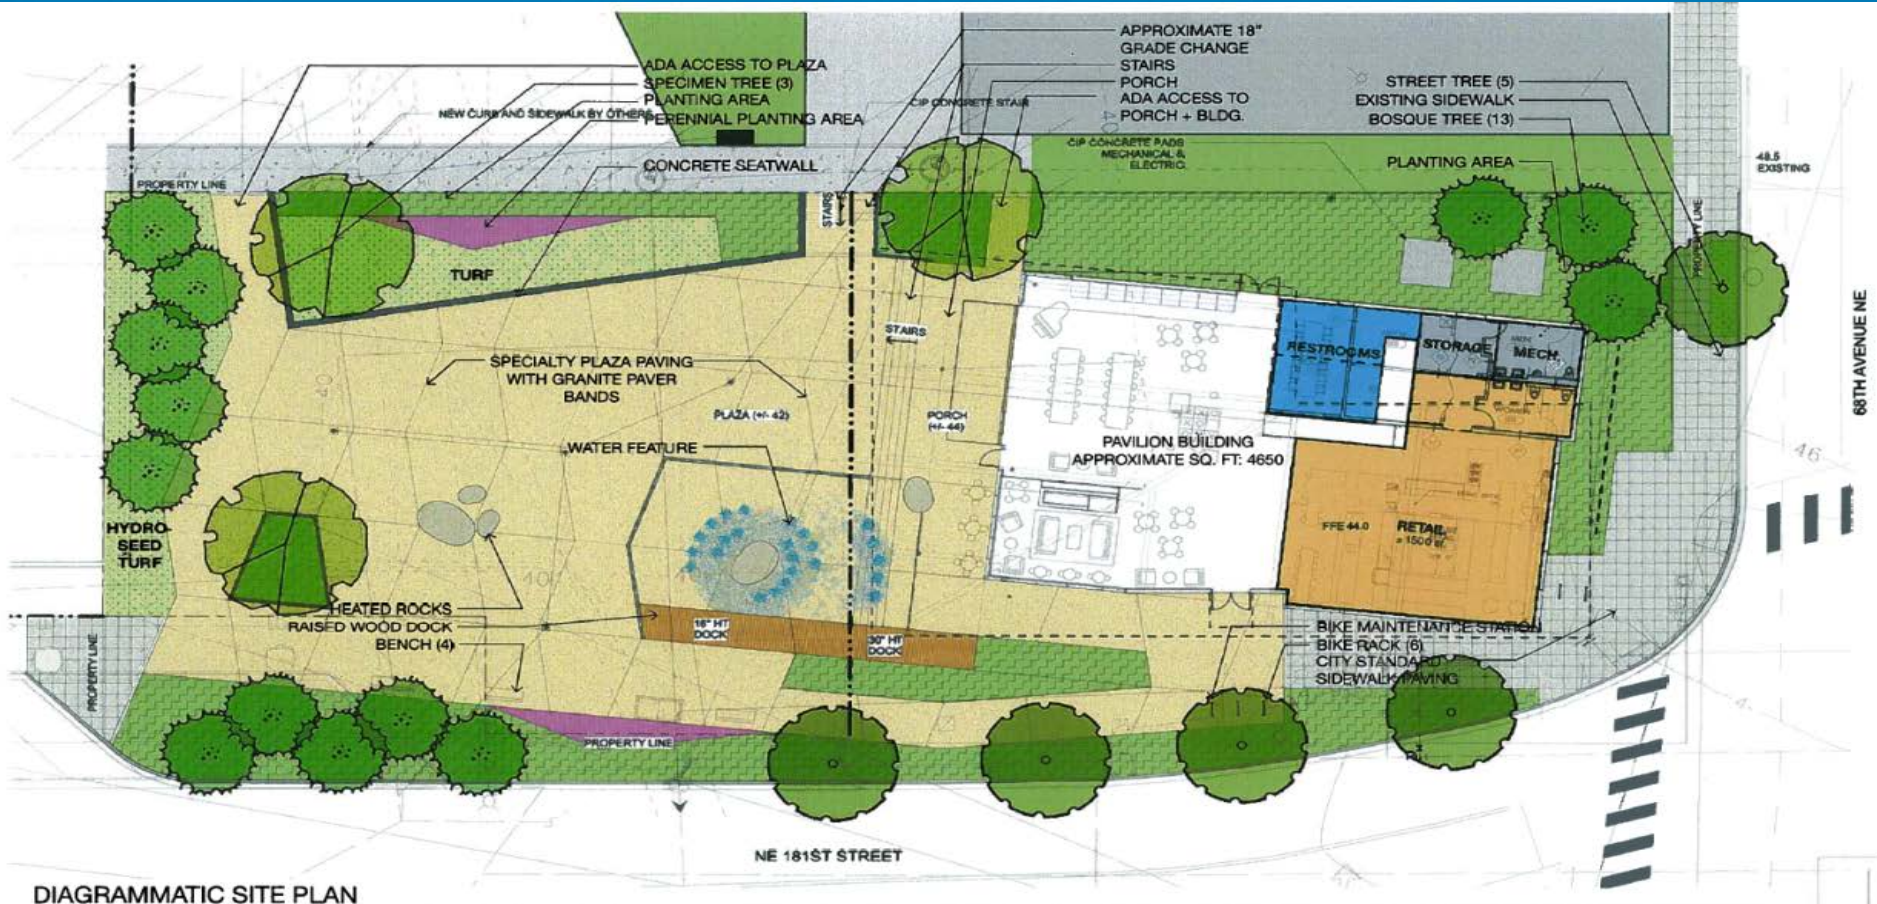 ADA ACCESS TO PLAZA
SPECIMEN TREE (3)
PLANTING AREA
NEW CURB AND SIDEWALK BY OTHERS
PERENNIAL PLANTING AREA
CONCRETE SEATWALL
APPROXIMATE 18"
GRADE CHANGE
STAIRS
PORCH
ADA ACCESS TO
PORCH + BLDG.
CIP CONCRETE STAIR
CIP CONCRETE PADS
MECHANICAL &
ELECTRIC
STREET TREE (5)
EXISTING SIDEWALK
BOSQUE TREE (13)
PLANTING AREA
48.5
EXISTING
PROPERTY LINE
STAIRS
PROPERTY LINE
68TH AVENUE NE
TURF
STAIRS
SPECIALTY PLAZA PAVING
WITH GRANITE PAVER
BANDS
PLAZA (+/- 42)
PORCH
(+/- 44)
RESTROOMS
STORAGE
MECH.
WOMEN
WATER FEATURE
PAVILION BUILDING
APPROXIMATE SQ. FT: 4650
46
HYDRO-
SEED
TURF
FFE 44.0
RETAIL
± 1500 sf.
40
HEATED ROCKS
RAISED WOOD DOCK
BENCH (4)
18" HT
DOCK
30" HT
DOCK
BIKE MAINTENANCE STATION
BIKE RACK (6)
CITY STANDARD
SIDEWALK PAVING
PROPERTY LINE
PROPERTY LINE
NE 181ST STREET
DIAGRAMMATIC SITE PLAN